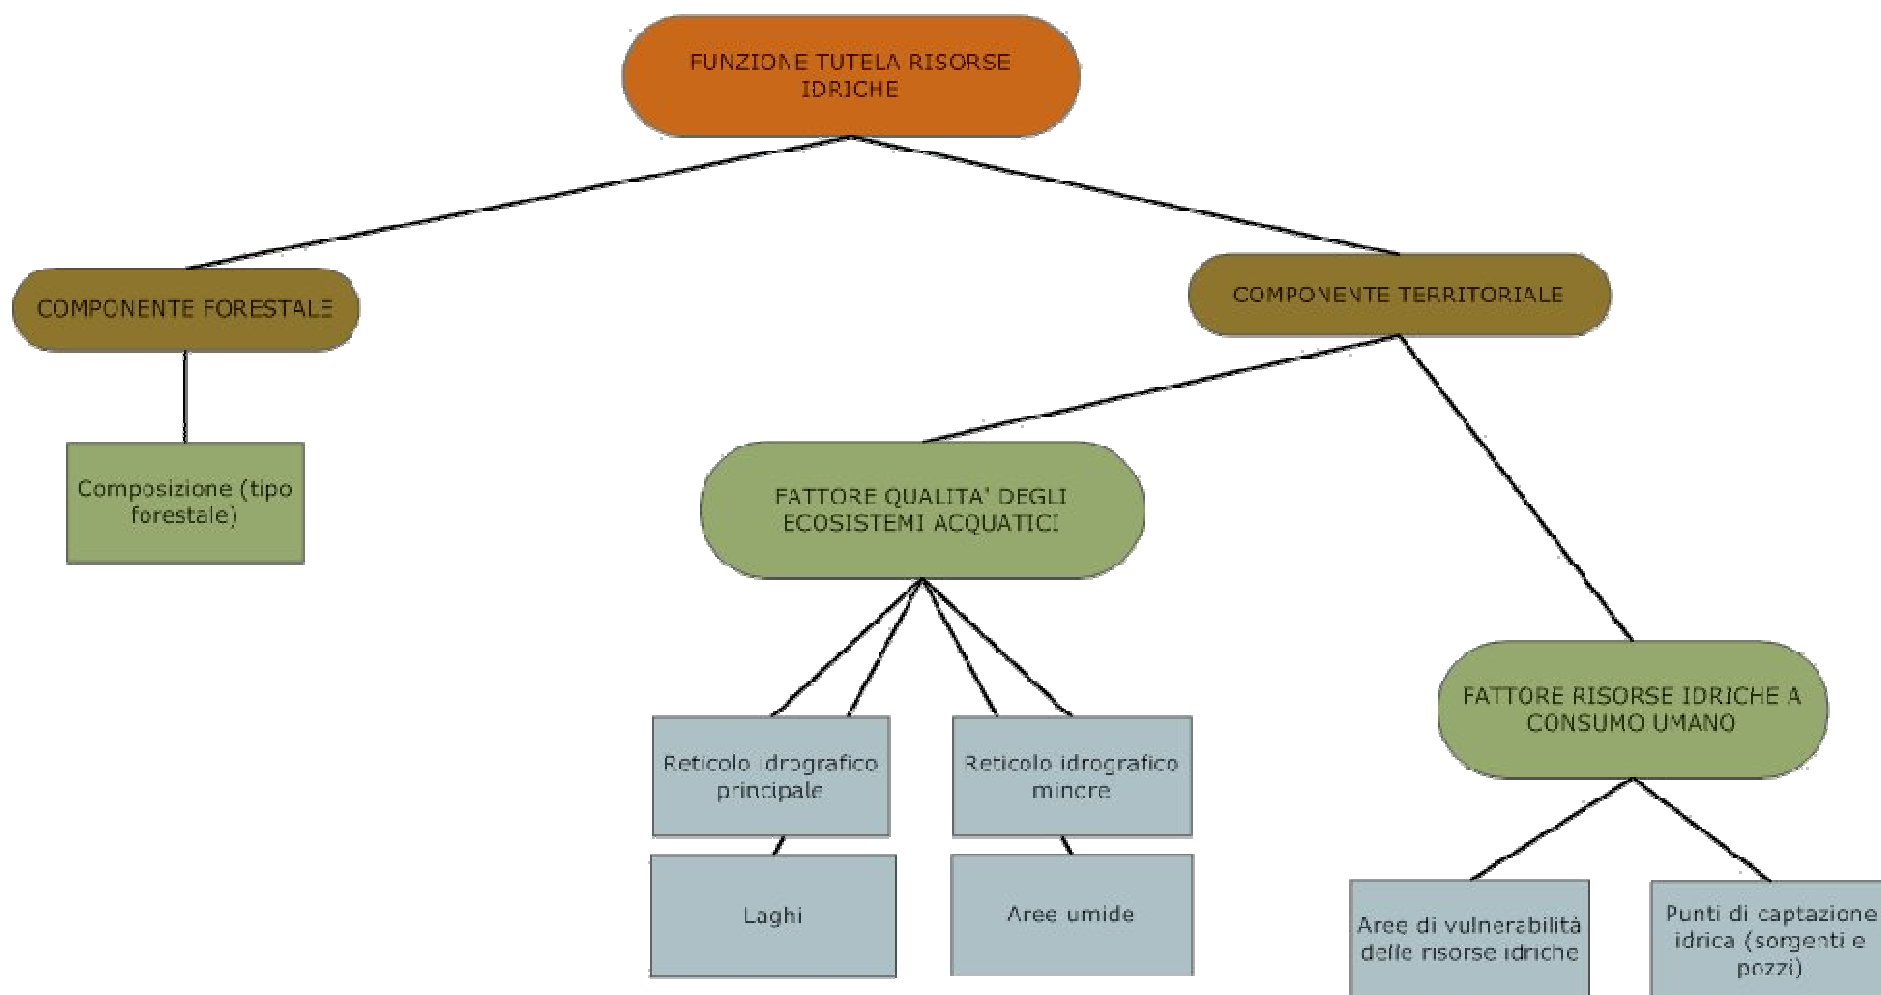 FUNZIONE TUTELA RISORSE
IDRICHE
COMPONENTE FORESTALE
COMPONENTE TERRITORIALE
Composizione (tipo
forestale)
FATTORE QUALITA' DEGLI
ECOSISTEMI ACQUATICI
FATTORE RISORSE IDRICHE A
CONSUMO UMANO
Reticolo idrografico
principale
Reticolo idrografico
minore
Laghi
Aree umide
Aree di vulnerabilità
delle risorse idriche
Punti di captazione
idrica (sorgenti e
pozzi)